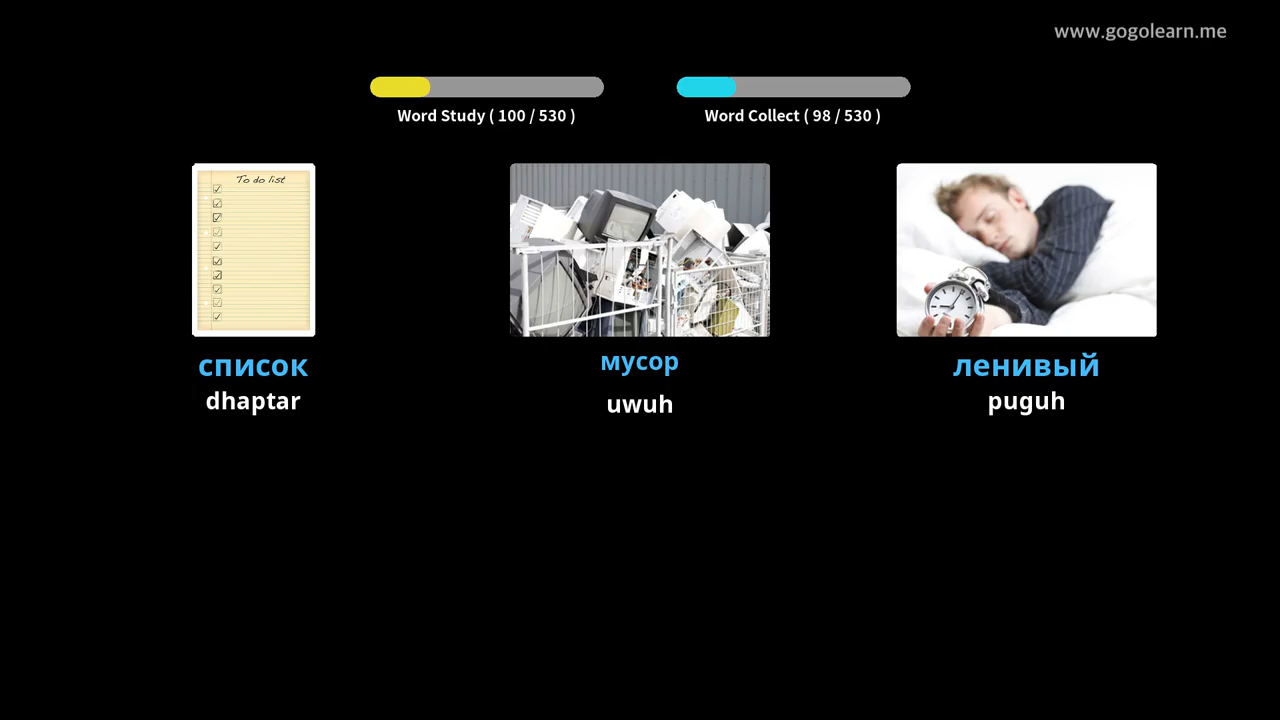 www.gogolearn.me
Word Study ( 100 / 530 )
Word Collect ( 98 / 530 )
To do list
список
dhaptar
мусор
uwuh
ленивый
puguh